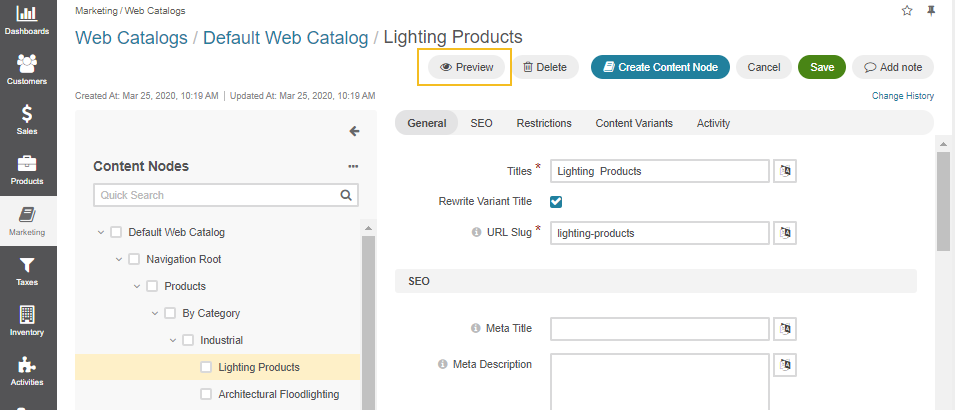 Marketing / Web Catalogs
Web Catalogs / Default Web Catalog / Lighting Products
Preview
Delete
Create Content Node
Cancel
Save
Add note
Created At: Mar 25, 2020, 10:19 AM | Updated At: Mar 25, 2020, 10:19 AM
Change History
Dashboards
Customers
Sales
Products
Marketing
Taxes
Inventory
Activities
Content Nodes
Quick Search
Default Web Catalog
Navigation Root
Products
By Category
Industrial
Lighting Products
Architectural Floodlighting
General
SEO
Restrictions
Content Variants
Activity
Titles *
Lighting  Products
Rewrite Variant Title
URL Slug *
lighting-products
SEO
Meta Title
Meta Description